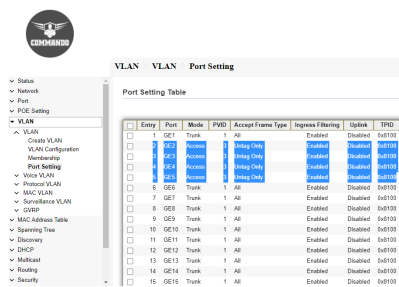 COMMANDO
VLAN VLAN Port Setting
Status
Network
Port
POE Setting
VLAN
VLAN
Create VLAN
VLAN Configuration
Membership
Port Setting
Voice VLAN
Protocol VLAN
MAC VLAN
Surveillance VLAN
GVRP
MAC Address Table
Spanning Tree
Discovery
DHCP
Multicast
Routing
Security
Port Setting Table
Entry Port Mode PVID Accept Frame Type Ingress Filtering Uplink TPID
1 GE1 Trunk 1 All Enabled Disabled 0x8100
2 GE2 Access 3 Untag Only Enabled Disabled 0x8100
3 GE3 Access 3 Untag Only Enabled Disabled 0x8100
4 GE4 Access 3 Untag Only Enabled Disabled 0x8100
5 GE5 Access 3 Untag Only Enabled Disabled 0x8100
6 GE6 Trunk 1 All Enabled Disabled 0x8100
7 GE7 Trunk 1 All Enabled Disabled 0x8100
8 GE8 Trunk 1 All Enabled Disabled 0x8100
9 GE9 Trunk 1 All Enabled Disabled 0x8100
10 GE10 Trunk 1 All Enabled Disabled 0x8100
11 GE11 Trunk 1 All Enabled Disabled 0x8100
12 GE12 Trunk 1 All Enabled Disabled 0x8100
13 GE13 Trunk 1 All Enabled Disabled 0x8100
14 GE14 Trunk 1 All Enabled Disabled 0x8100
15 GE15 Trunk 1 All Enabled Disabled 0x8100